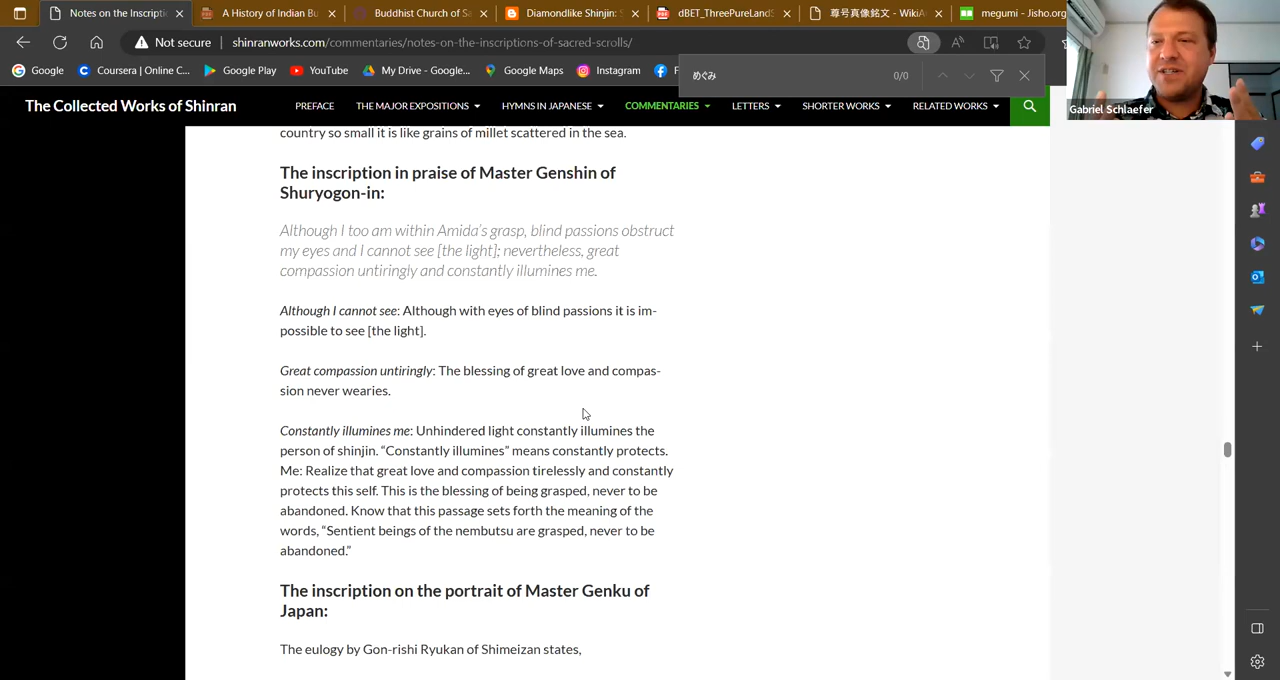 Notes on the Inscripti
A History of Indian Bu
Buddhist Church of Sa
Diamondlike Shinjin: S
dBET_ThreePureLandS
尊号真像銘文 - WikiA
megumi - Jisho.org
Not secure
shinranworks.com/commentaries/notes-on-the-inscriptions-of-sacred-scrolls/
Google
Coursera | Online C...
Google Play
YouTube
My Drive - Google...
Google Maps
Instagram
F
めぐみ
0/0
Gabriel Schlaefer
The Collected Works of Shinran
PREFACE
THE MAJOR EXPOSITIONS
HYMNS IN JAPANESE
COMMENTARIES
LETTERS
SHORTER WORKS
RELATED WORKS
country so small it is like grains of millet scattered in the sea.
The inscription in praise of Master Genshin of
Shuryogon-in:
Although I too am within Amida's grasp, blind passions obstruct
my eyes and I cannot see [the light]; nevertheless, great
compassion untiringly and constantly illumines me.
Although I cannot see: Although with eyes of blind passions it is im-
possible to see [the light].
Great compassion untiringly: The blessing of great love and compas-
sion never wearies.
Constantly illumines me: Unhindered light constantly illumines the
person of shinjin. “Constantly illumines” means constantly protects.
Me: Realize that great love and compassion tirelessly and constantly
protects this self. This is the blessing of being grasped, never to be
abandoned. Know that this passage sets forth the meaning of the
words, “Sentient beings of the nembutsu are grasped, never to be
abandoned.”
The inscription on the portrait of Master Genku of
Japan:
The eulogy by Gon-rishi Ryukan of Shimeizan states,